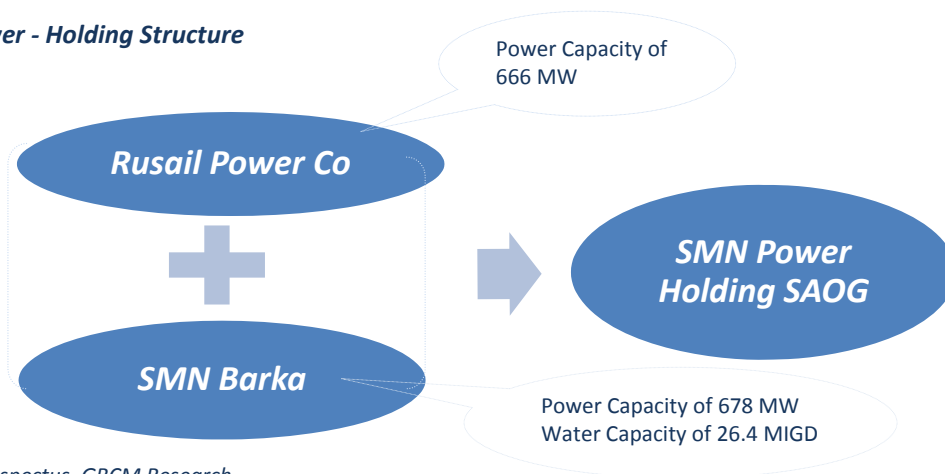 er - Holding Structure
Power Capacity of
666 MW
Rusail Power Co
SMN Power
Holding SAOG
SMN Barka
Power Capacity of 678 MW
Water Capacity of 26.4 MIGD